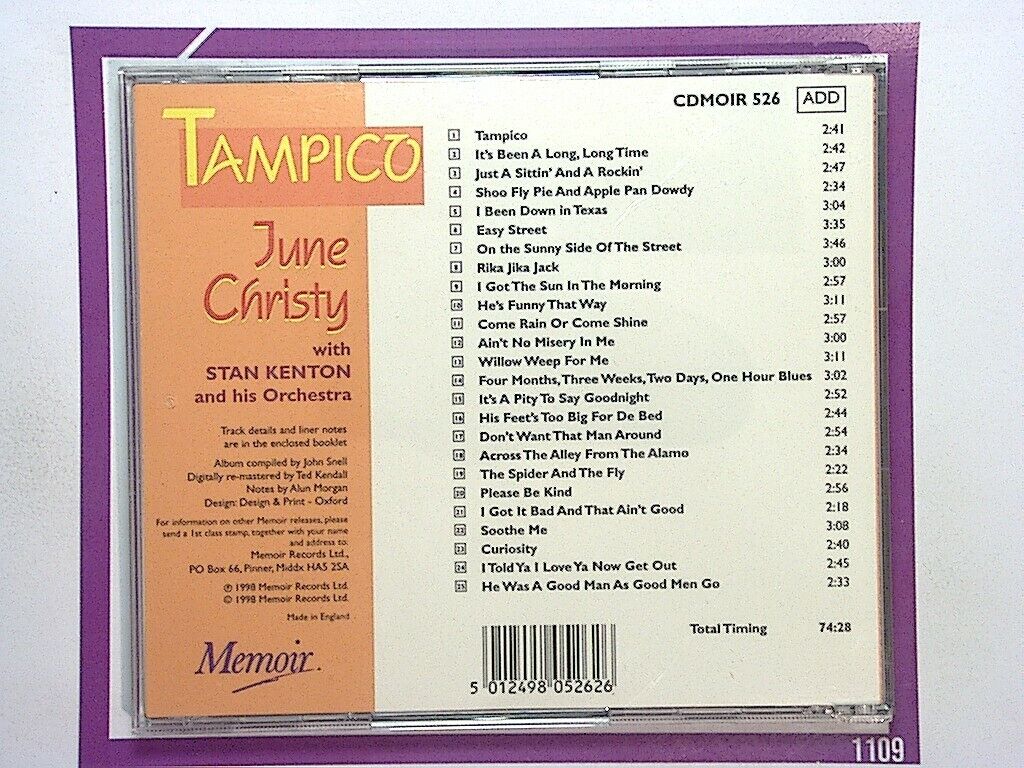 TAMPICO
June
Christy
with
STAN KENTON
and his Orchestra
Track details and liner notes
are in the enclosed booklet
Album compiled by John Snell
Digitally re-mastered by Ted Kendall
Notes by Alun Morgan
Design: Design & Print - Oxford
For information on other Memoir releases, please
send a 1st class stamp, together with your name
and address to:
Memoir Records Ltd.,
PO Box 66, Pinner, Middx HA5 2SA
℗ 1998 Memoir Records Ltd.
© 1998 Memoir Records Ltd.
Made in England
Memoir.
CDMOIR 526 ADD
1 Tampico 2:41
2 It's Been A Long, Long Time 2:42
3 Just A Sittin' And A Rockin' 2:47
4 Shoo Fly Pie And Apple Pan Dowdy 2:34
5 I Been Down in Texas 3:04
6 Easy Street 3:35
7 On the Sunny Side Of The Street 3:46
8 Rika Jika Jack 3:00
9 I Got The Sun In The Morning 2:57
10 He's Funny That Way 3:11
11 Come Rain Or Come Shine 2:57
12 Ain't No Misery In Me 3:00
13 Willow Weep For Me 3:11
14 Four Months, Three Weeks, Two Days, One Hour Blues 3:02
15 It's A Pity To Say Goodnight 2:52
16 His Feet's Too Big For De Bed 2:44
17 Don't Want That Man Around 2:54
18 Across The Alley From The Alamo 2:34
19 The Spider And The Fly 2:22
20 Please Be Kind 2:56
21 I Got It Bad And That Ain't Good 2:18
22 Soothe Me 3:08
23 Curiosity 2:40
24 I Told Ya I Love Ya Now Get Out 2:45
25 He Was A Good Man As Good Men Go 2:33
Total Timing 74:28
5 012498 052626
1109